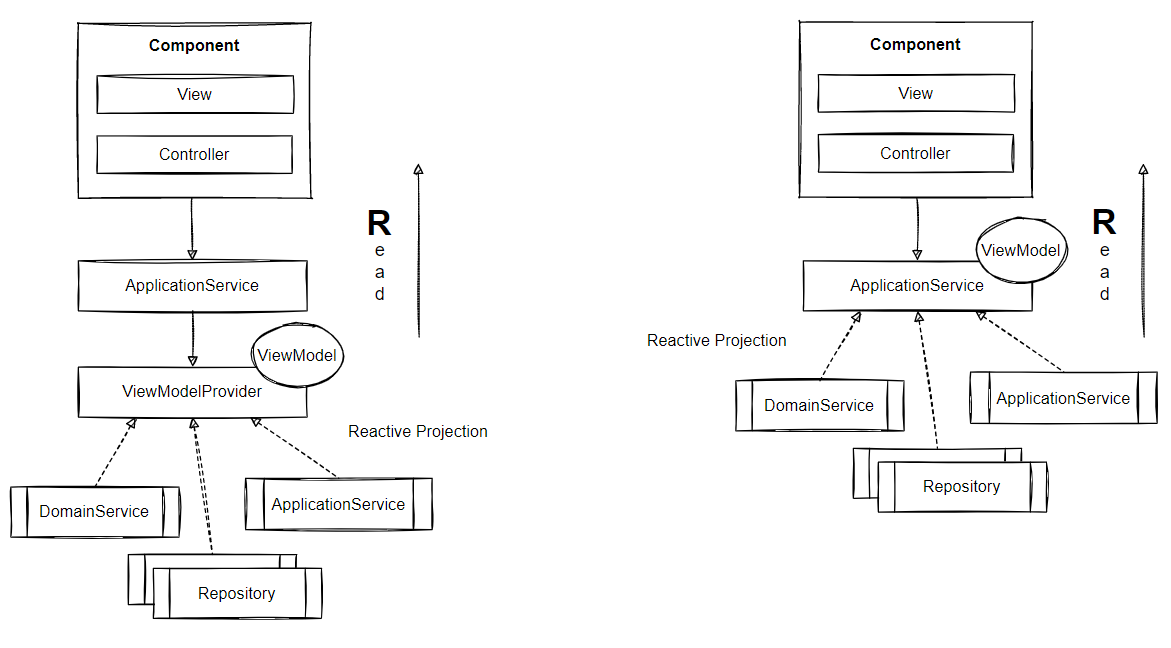 Component
View
Controller
R
e
a
d
ApplicationService
ViewModel
ViewModelProvider
Reactive Projection
DomainService
ApplicationService
Repository
Component
View
Controller
R
e
a
d
ViewModel
ApplicationService
Reactive Projection
DomainService
ApplicationService
Repository